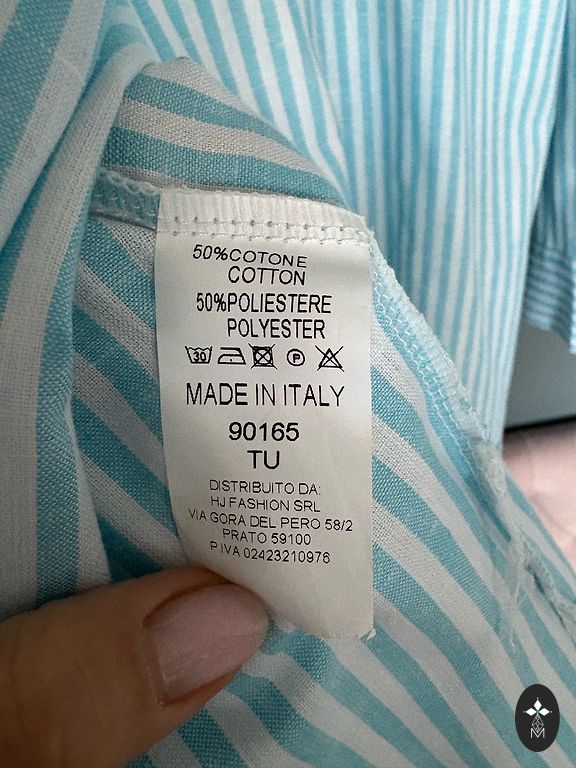 50%COTONE
COTTON
50%POLIESTERE
POLYESTER
30 P
MADE IN ITALY
90165
TU
DISTRIBUITO DA:
HJ FASHION SRL
VIA GORA DEL PERO 58/2
PRATO 59100
P.IVA 02423210976
M